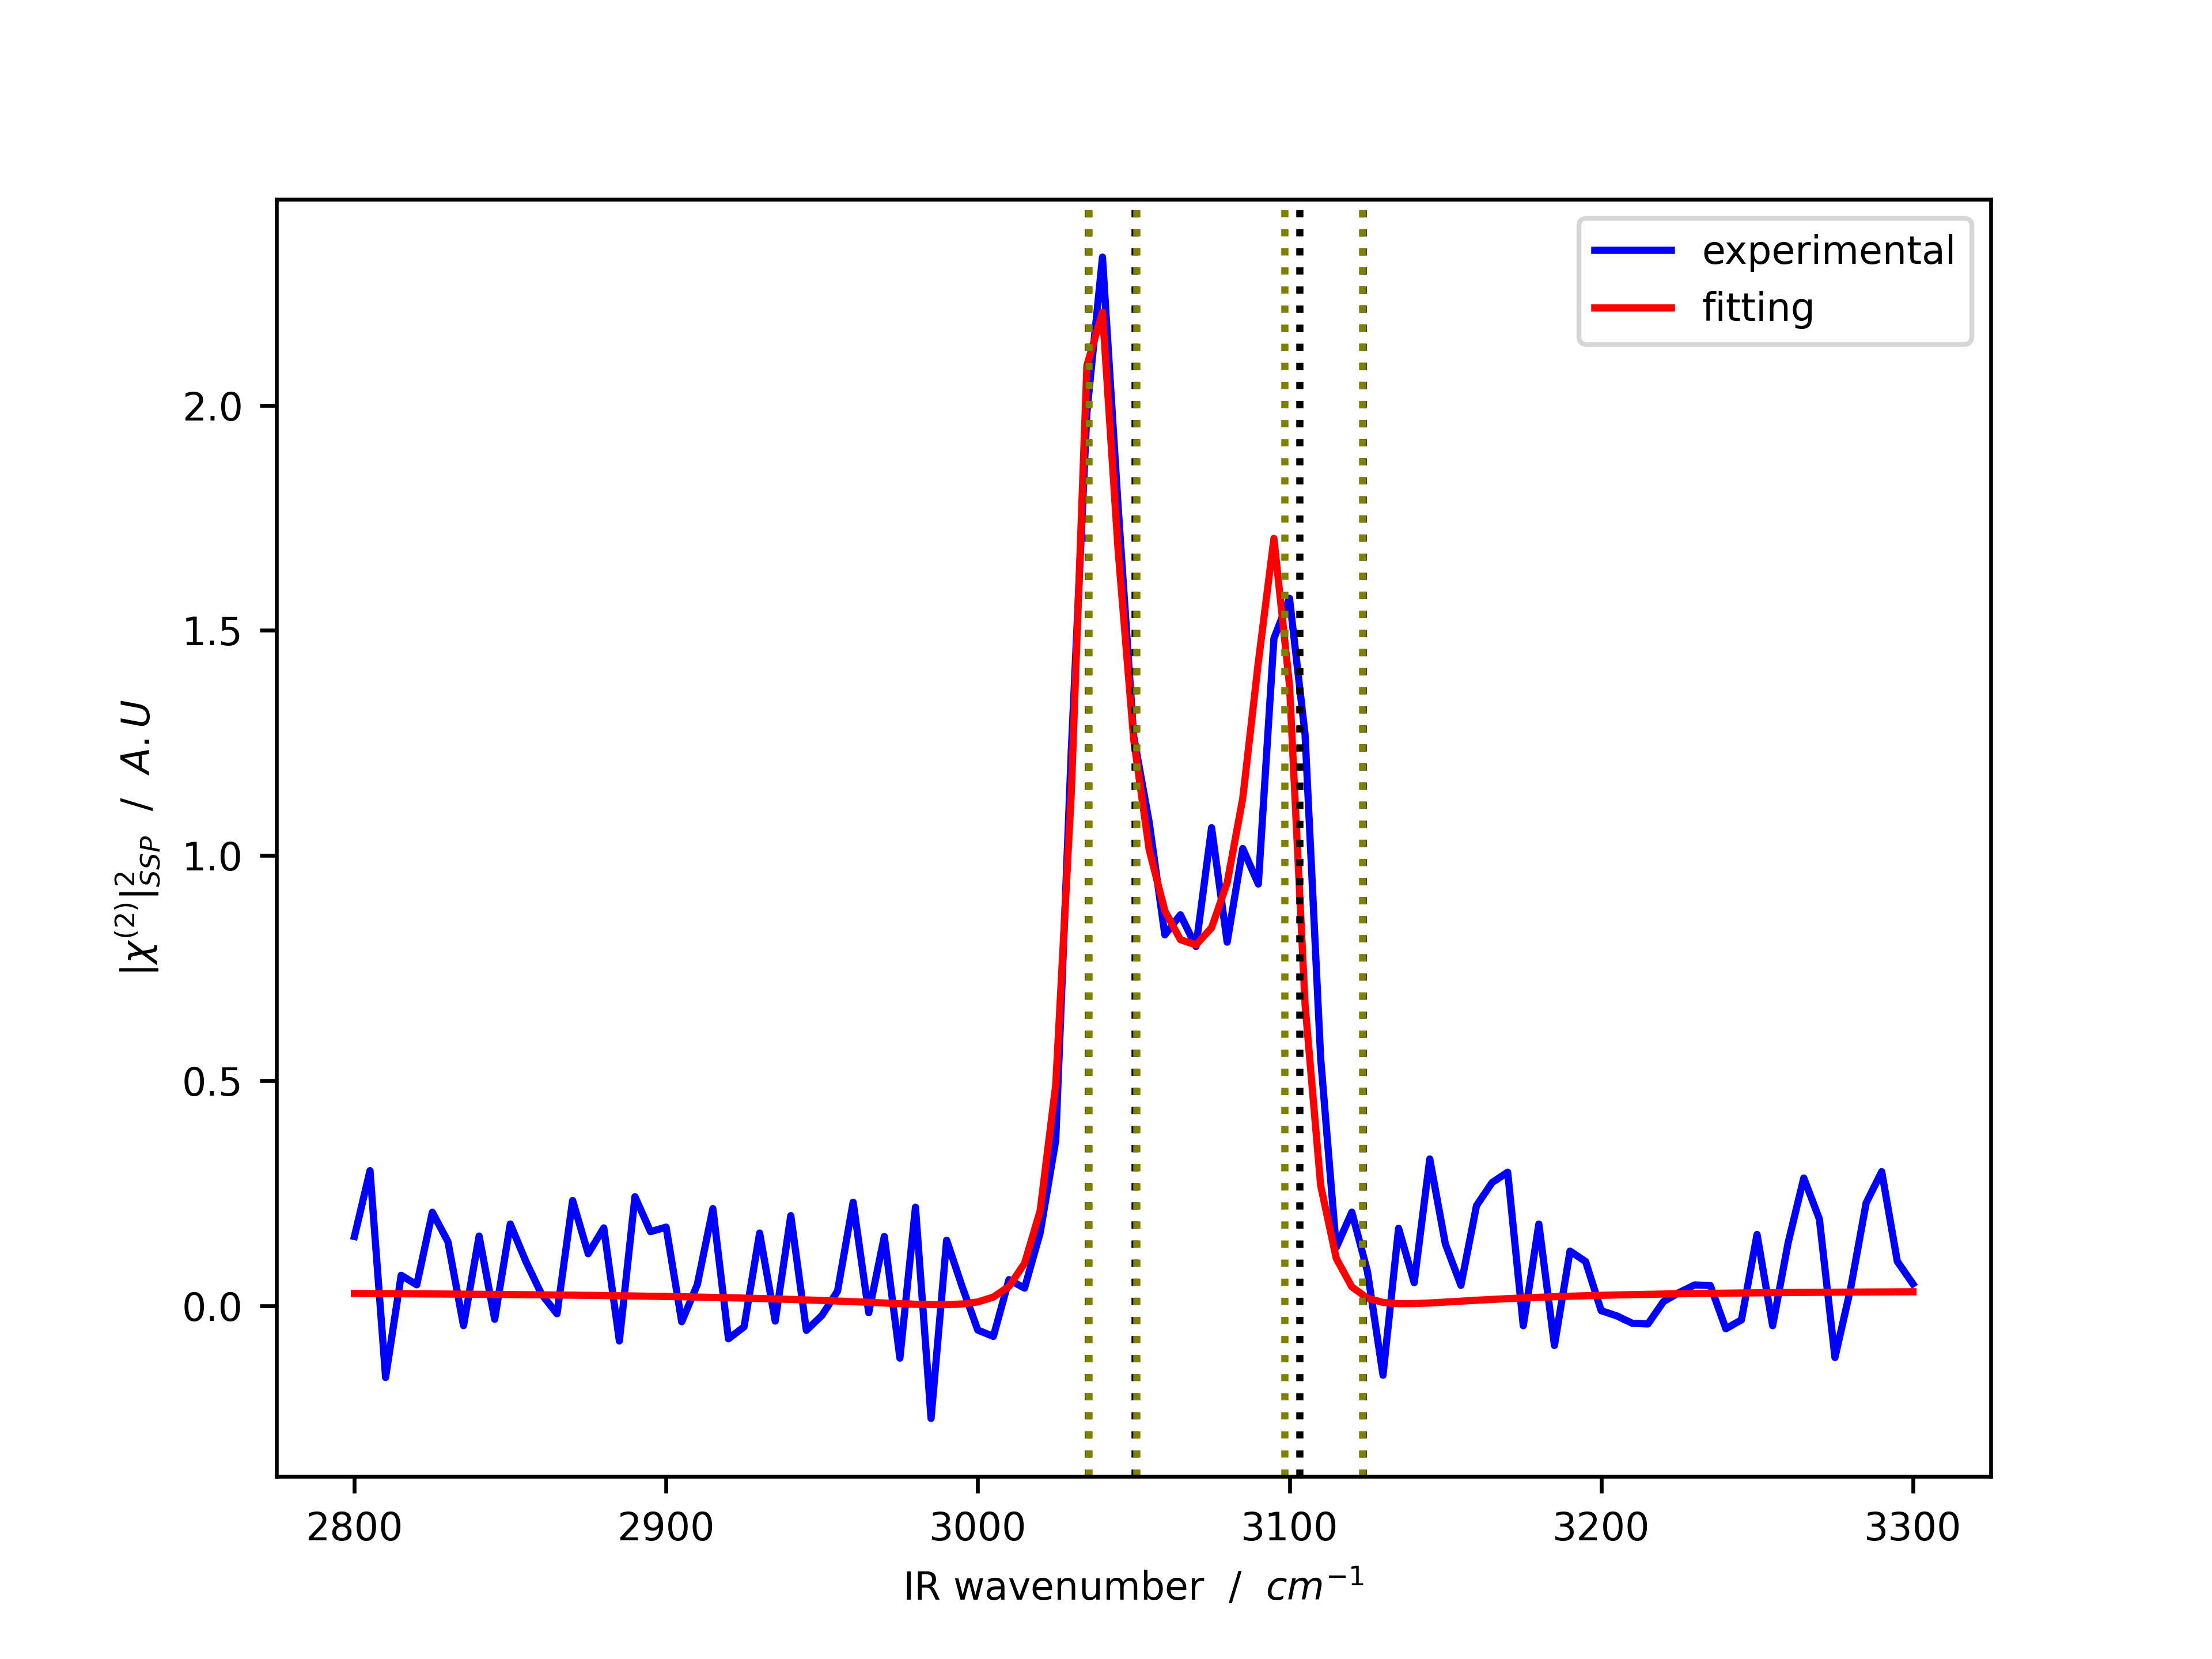 experimental
fitting
|χ^(2)|²_SSP / A.U
2.0
1.5
1.0
0.5
0.0
2800 2900 3000 3100 3200 3300
IR wavenumber / cm⁻¹